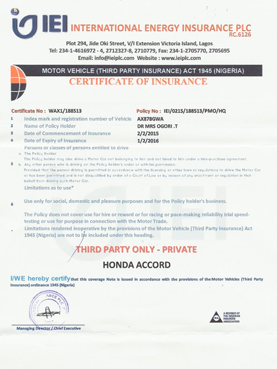 IEI INTERNATIONAL ENERGY INSURANCE PLC
RC.6126
Plot 294, Jide Oki Street, V/I Extension Victoria Island, Lagos
Tel: 234-1-4616972 - 4, 2712327-8, 2710779, Fax: 234-1-2705770, 2705695
Email: info@ieiplc Website : www.ieiplc.com
MOTOR VEHICLE (THIRD PARTY INSURANCE) ACT 1945 (NIGERIA)
CERTIFICATE OF INSURANCE
Certificate No : WAX1/188513 Policy No : IEI/0215/188513/PMO/HQ
1 Index mark and registration number of Vehicle AX878GWA
2 Name of Policy Holder DR MRS OGORI .T
3 Date of Commencement of Insurance 2/2/2015
4 Date of Expiry of Insurance 1/2/2016
Persons or classes of persons entitled to drive
a. The Policy holder
The Policy holder may also drive a Motor Car not belonging to him and not hired to him under a hire purchase agreement.
5 b. any other person who is driving on the Policy holder's order or with his permission.
Provided that the person driving is permitted in accordance with the licensing or other laws or regulations to drive the Motor Car
or has been permitted and is not disqualified by order of a Court of Law or by reason of any enactment or regulation in that
behalf from driving such Motor Car.
Limitations as to use*
6 Use only for social, domestic and pleasure purposes and for the Policy holder's business.
The Policy does not cover use for hire or reward or for racing or pace-making reliability trial speed-
testing or use for purpose in connection with the Motor Trade.
Limitations rendered inoperative by the provisions of the Motor Vehicle (Third Party Insurance) Act
1945 (Nigeria) are not to be included under this heading.
THIRD PARTY ONLY - PRIVATE
HONDA ACCORD
I/WE hereby certify that this coverage Note is issued in accordance with the provisions of the Motor Vehicles (Third Party
Insurance) ordinance 1945 (Nigeria)
Managing Director / Chief Executive
A MEMBER OF
THE NIGERIAN
INSURERS
ASSOCIATION